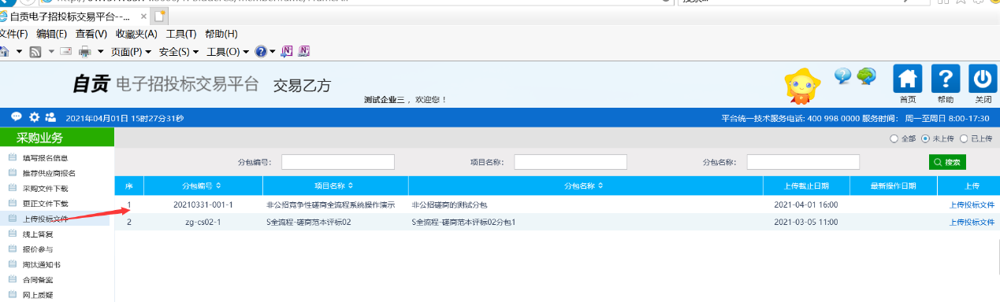 自贡电子招投标交易平台--...
文件(F) 编辑(E) 查看(V) 收藏夹(A) 工具(T) 帮助(H)
页面(P) 安全(S) 工具(O)
自贡 电子招投标交易平台 交易乙方
测试企业三 ，欢迎您！
首页 帮助 关闭
2021年04月01日 15时27分31秒 平台统一技术服务电话: 400 998 0000 服务时间： 周一至周日 8:00-17:30
采购业务
全部 未上传 已上传
填写报名信息
分包编号： 项目名称： 分包名称： 搜索
推荐供应商报名
采购文件下载
序 分包编号 项目名称 分包名称 上传截止日期 最新操作日期 上传
更正文件下载
1 20210331-001-1 非公招竞争性磋商全流程系统操作演示 非公招磋商的测试分包 2021-04-01 16:00 上传投标文件
上传投标文件
2 zg-cs02-1 S全流程-磋商范本评标02 S全流程-磋商范本评标02分包1 2021-03-05 11:00 上传投标文件
线上答复
报价参与
淘汰通知书
合同备案
网上质疑